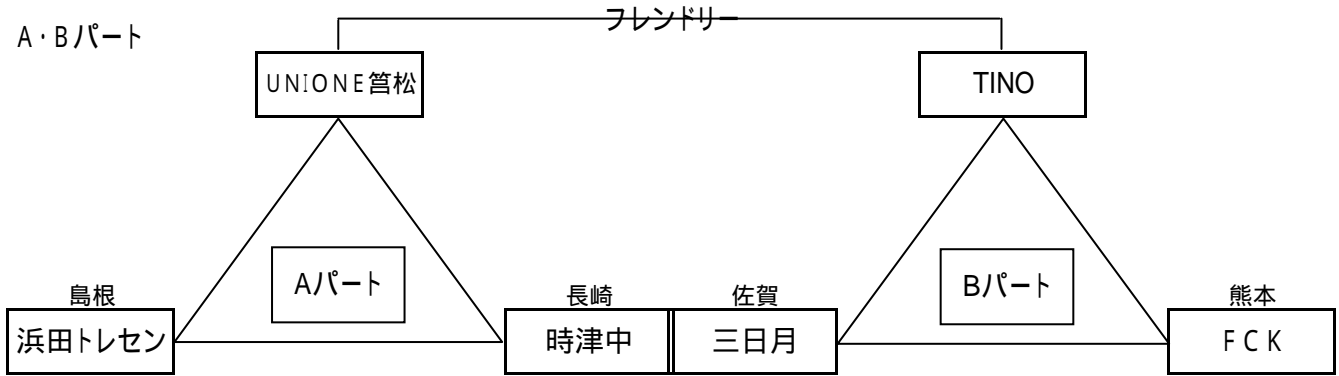 フレンドリー
A・Bパート
UNIONE筥松
TINO
Aパート
Bパート
島根
長崎
佐賀
熊本
浜田トレセン
時津中
三日月
FCK